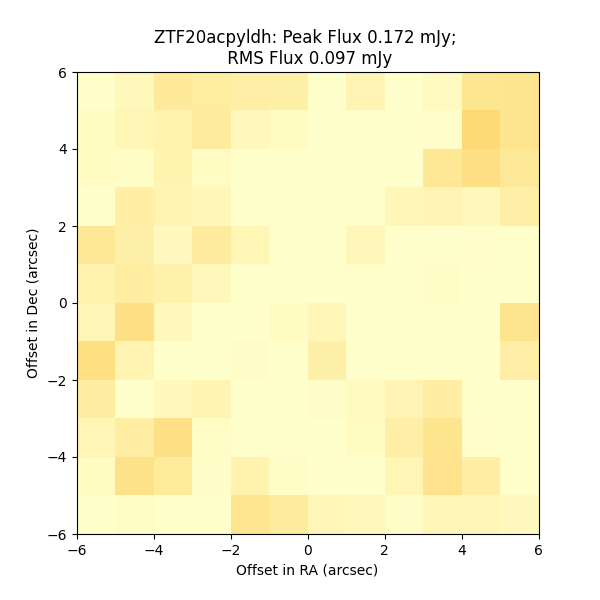 ZTF20acpyldh: Peak Flux 0.172 mJy;
RMS Flux 0.097 mJy
6
4
2
0
−2
−4
−6
Offset in Dec (arcsec)
−6 −4 −2 0 2 4 6
Offset in RA (arcsec)